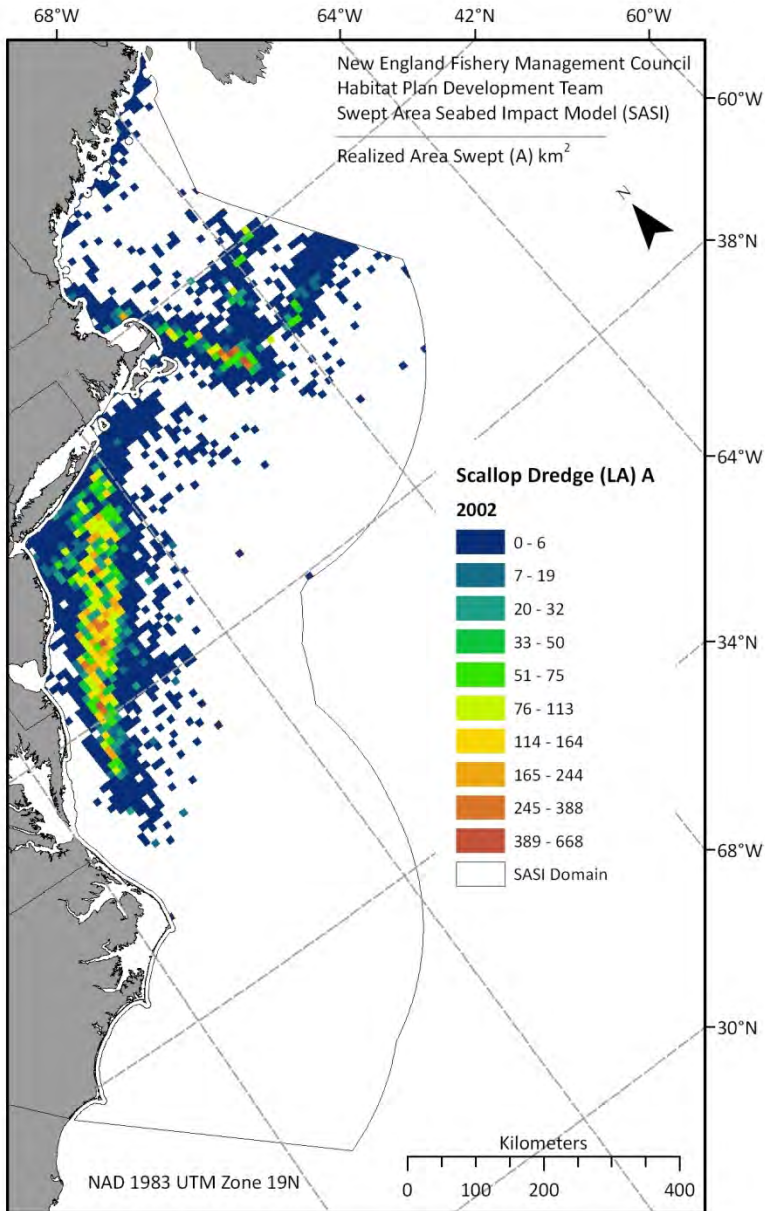 68°W
64°W
42°N
60°W
New England Fishery Management Council
Habitat Plan Development Team
Swept Area Seabed Impact Model (SASI)
Realized Area Swept (A) km²
60°W
N
38°N
64°W
Scallop Dredge (LA) A
2002
0 - 6
7 - 19
20 - 32
33 - 50
51 - 75
76 - 113
114 - 164
165 - 244
245 - 388
389 - 668
SASI Domain
34°N
68°W
30°N
Kilometers
NAD 1983 UTM Zone 19N
0 100 200 400